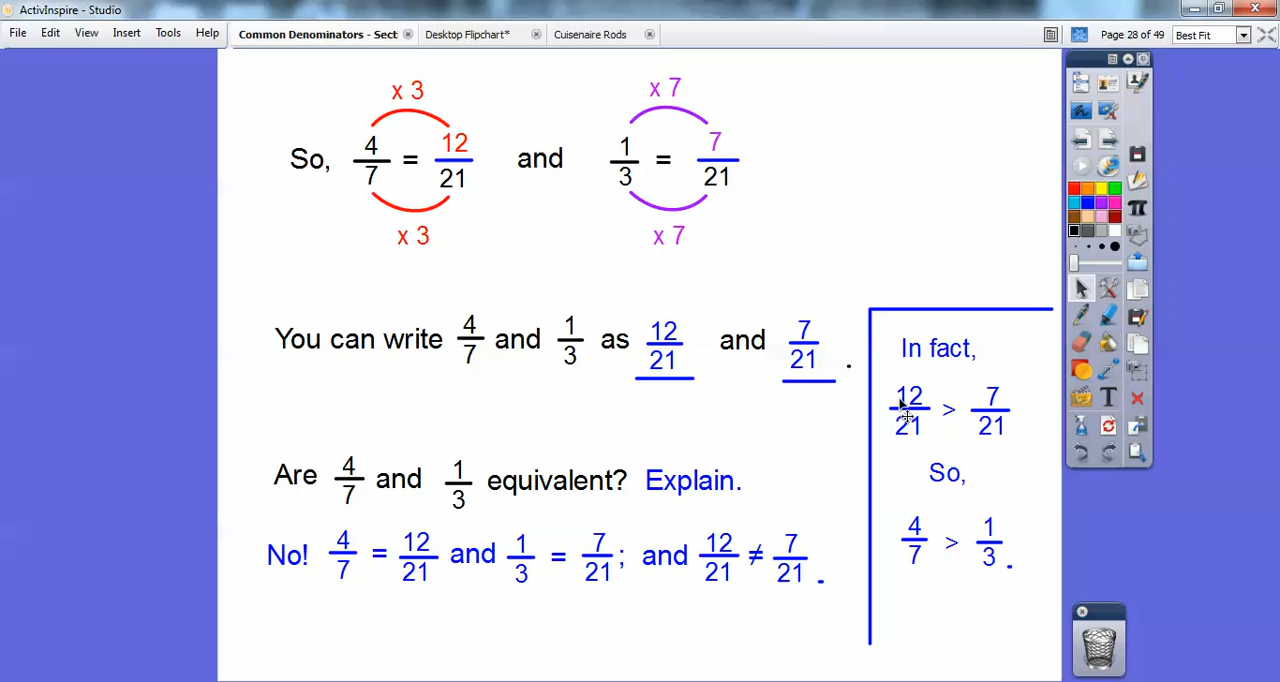 ActivInspire - Studio
File Edit View Insert Tools Help
Common Denominators - Sect Desktop Flipchart* Cuisenaire Rods
Page 28 of 49 Best Fit
x 3 x 7
So, 4/7 = 12/21 and 1/3 = 7/21
x 3 x 7
You can write 4/7 and 1/3 as 12/21 and 7/21 .
Are 4/7 and 1/3 equivalent? Explain.
No! 4/7 = 12/21 and 1/3 = 7/21; and 12/21 ≠ 7/21 .
In fact,
12/21 > 7/21
So,
4/7 > 1/3 .